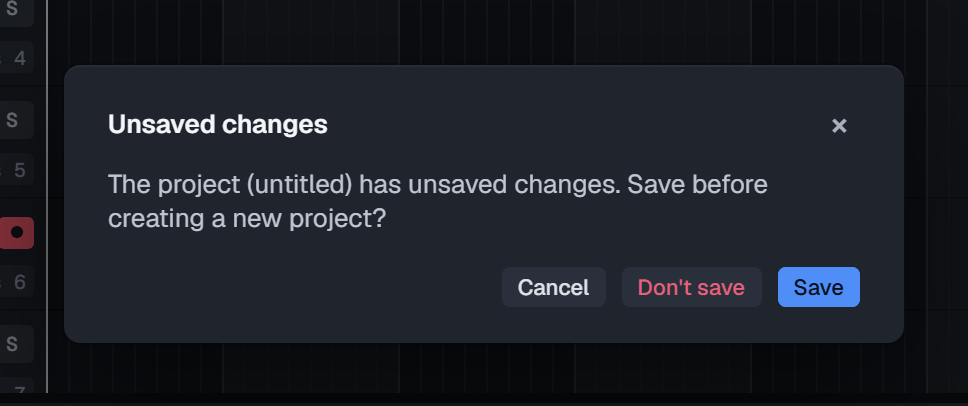 S
4
S
5
6
S
7
Unsaved changes
×
The project (untitled) has unsaved changes. Save before
creating a new project?
Cancel
Don't save
Save